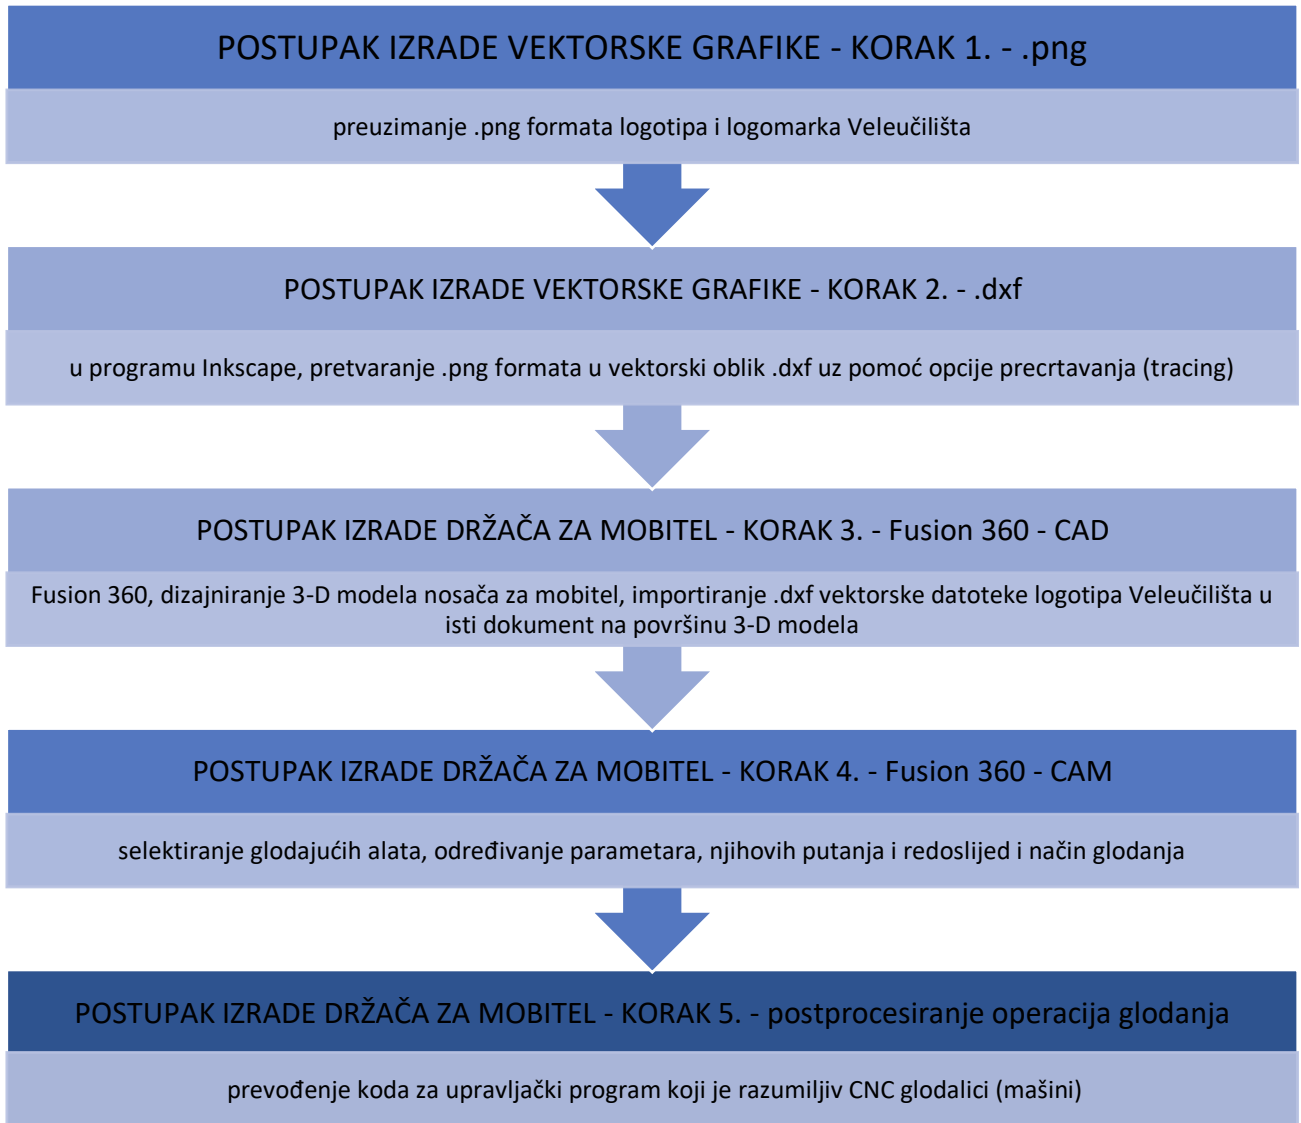 POSTUPAK IZRADE VEKTORSKE GRAFIKE - KORAK 1. - .png
preuzimanje .png formata logotipa i logomarka Veleučilišta
POSTUPAK IZRADE VEKTORSKE GRAFIKE - KORAK 2. - .dxf
u programu Inkscape, pretvaranje .png formata u vektorski oblik .dxf uz pomoć opcije precrtavanja (tracing)
POSTUPAK IZRADE DRŽAČA ZA MOBITEL - KORAK 3. - Fusion 360 - CAD
Fusion 360, dizajniranje 3-D modela nosača za mobitel, importiranje .dxf vektorske datoteke logotipa Veleučilišta u
isti dokument na površinu 3-D modela
POSTUPAK IZRADE DRŽAČA ZA MOBITEL - KORAK 4. - Fusion 360 - CAM
selektiranje glodajućih alata, određivanje parametara, njihovih putanja i redoslijed i način glodanja
POSTUPAK IZRADE DRŽAČA ZA MOBITEL - KORAK 5. - postprocesiranje operacija glodanja
prevođenje koda za upravljački program koji je razumiljiv CNC glodalici (mašini)